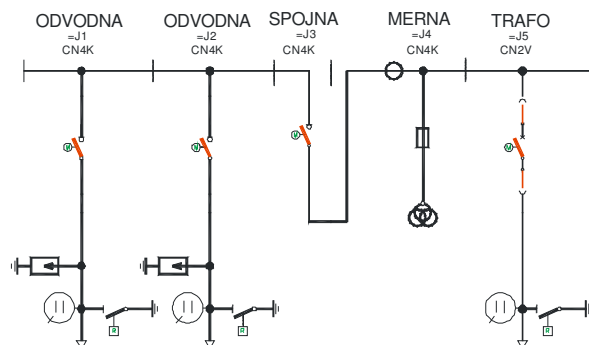 ODVODNA
=J1
CN4K
ODVODNA
=J2
CN4K
SPOJNA
=J3
CN4K
MERNA
=J4
CN4K
TRAFO
=J5
CN2V
M
M
M
M
R
R
R